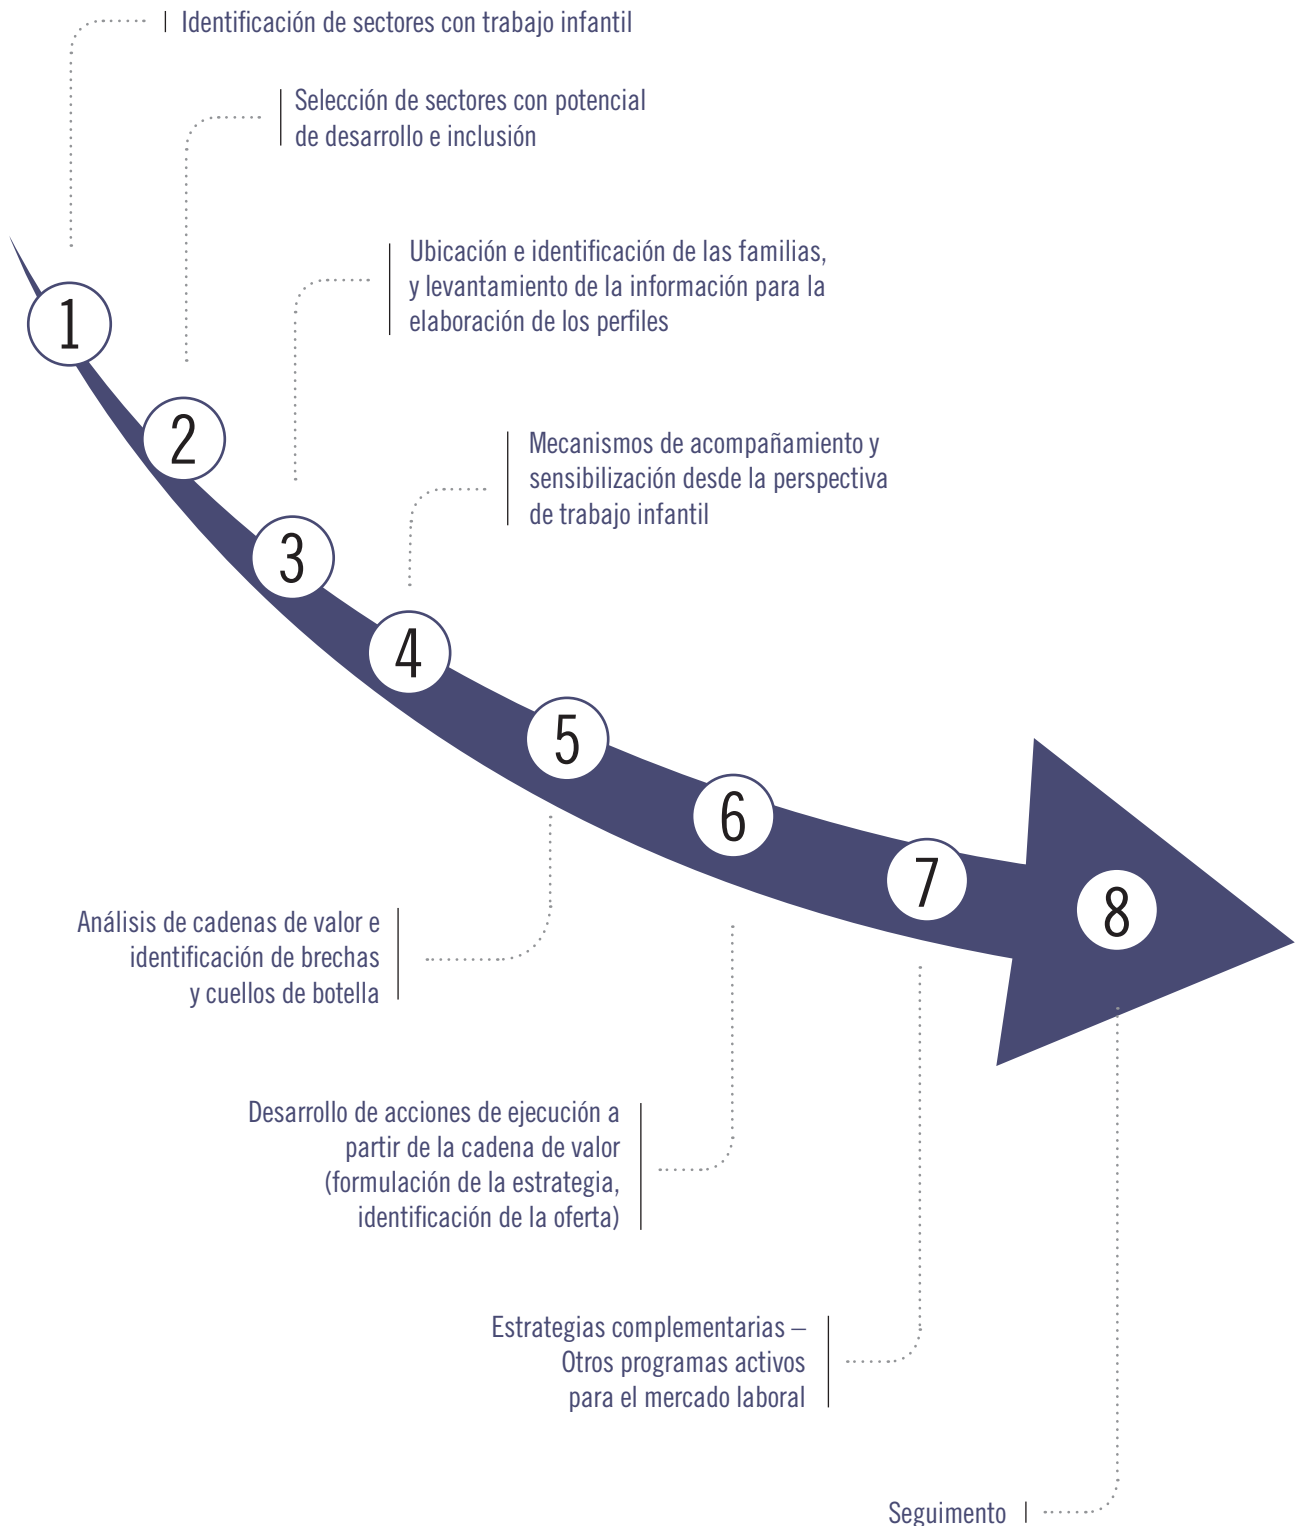 Identificación de sectores con trabajo infantil
Selección de sectores con potencial
de desarrollo e inclusión
Ubicación e identificación de las familias,
y levantamiento de la información para la
elaboración de los perfiles
1
2
Mecanismos de acompañamiento y
sensibilización desde la perspectiva
de trabajo infantil
3
4
5
6
7
8
Análisis de cadenas de valor e
identificación de brechas
y cuellos de botella
Desarrollo de acciones de ejecución a
partir de la cadena de valor
(formulación de la estrategia,
identificación de la oferta)
Estrategias complementarias –
Otros programas activos
para el mercado laboral
Seguimento